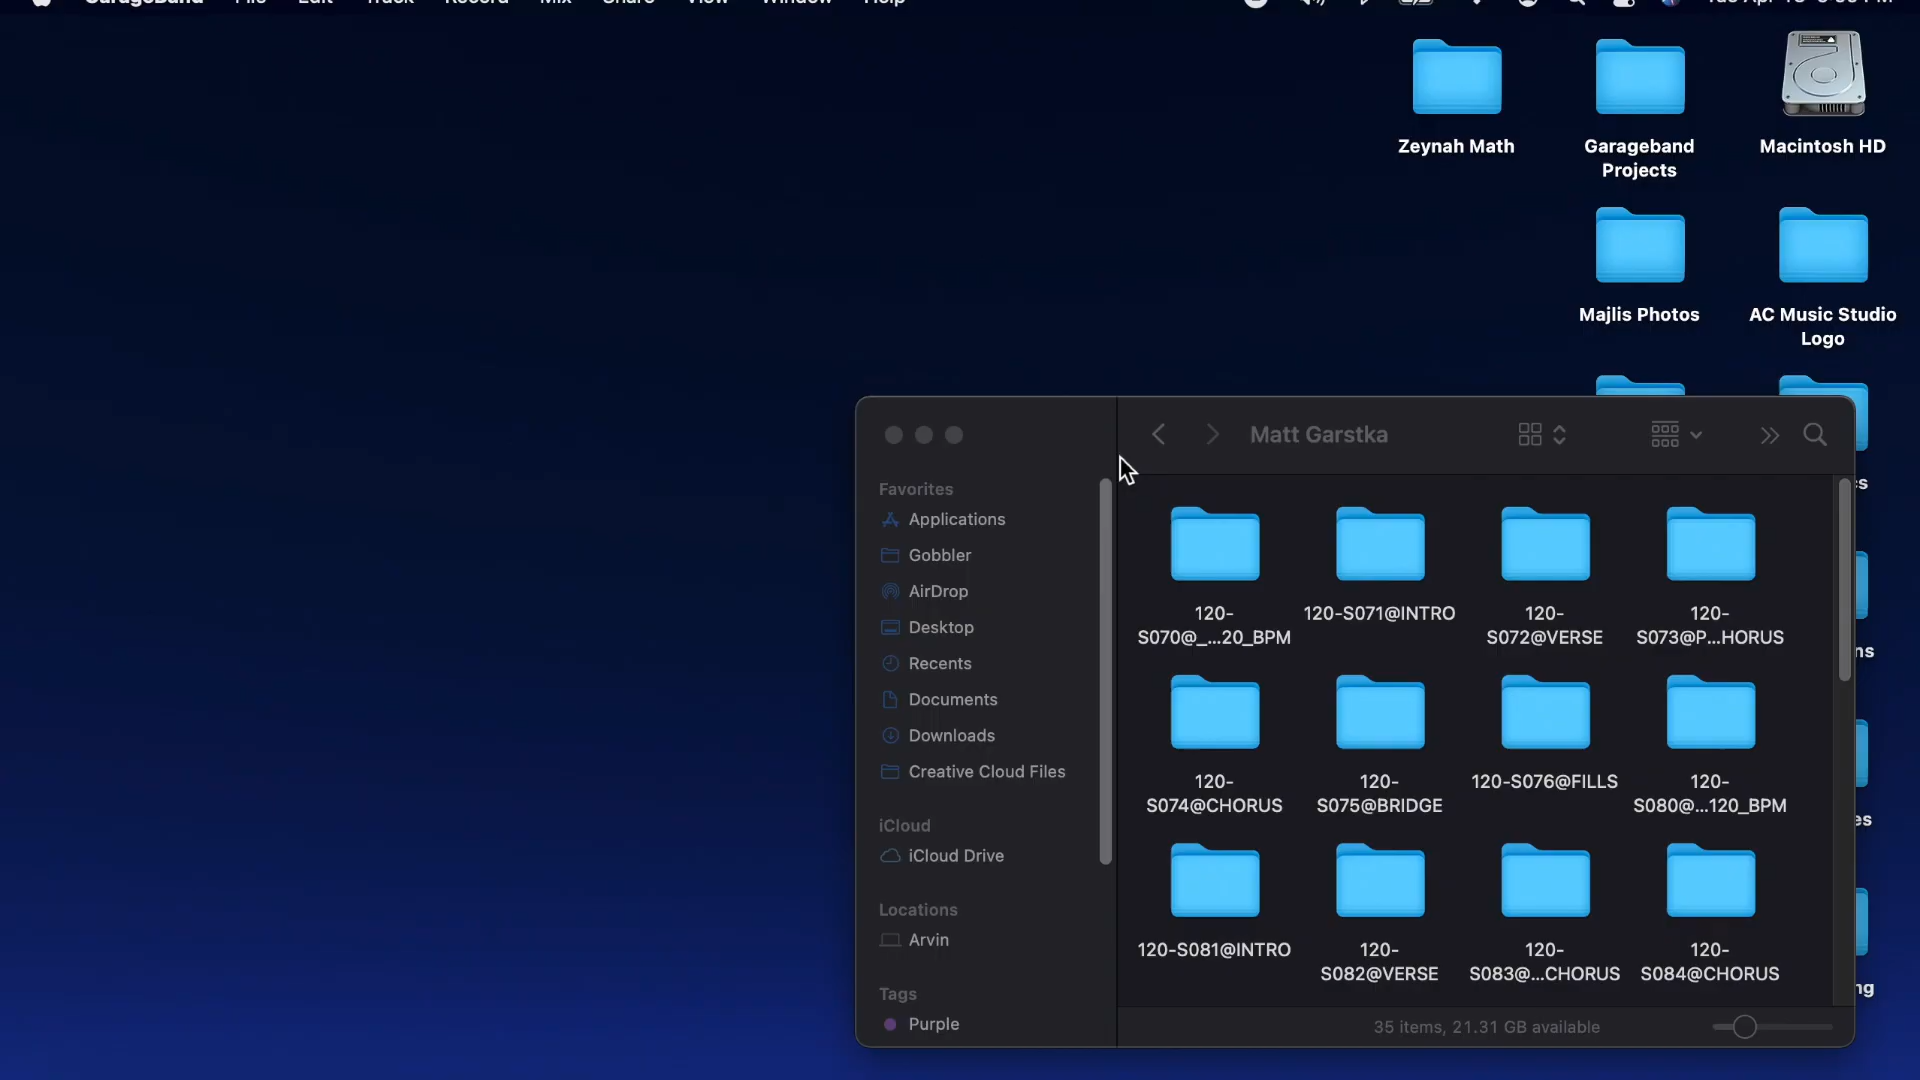 GarageBand File Edit Track Record Mix Share View Window Help
Zeynah Math
Garageband
Projects
Macintosh HD
Majlis Photos
AC Music Studio
Logo
Matt Garstka
Favorites
Applications
Gobbler
AirDrop
Desktop
Recents
Documents
Downloads
Creative Cloud Files
iCloud
iCloud Drive
Locations
Arvin
Tags
Purple
120-
S070@_...20_BPM
120-S071@INTRO
120-
S072@VERSE
120-
S073@P...HORUS
120-
S074@CHORUS
120-
S075@BRIDGE
120-S076@FILLS
120-
S080@...120_BPM
120-S081@INTRO
120-
S082@VERSE
120-
S083@...CHORUS
120-
S084@CHORUS
35 items, 21.31 GB available
cs
ns
es
ng